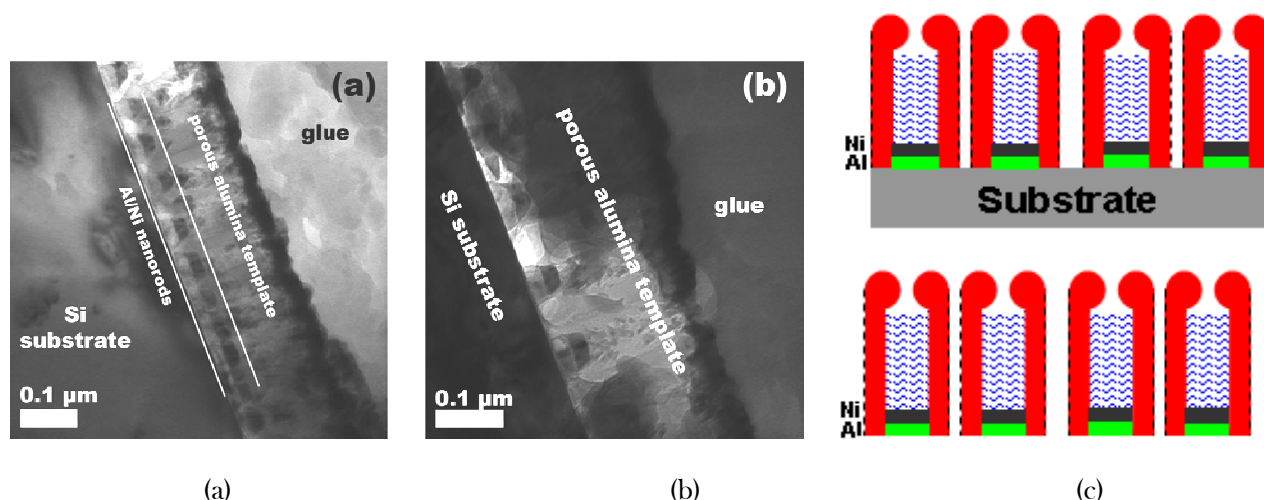 (a)
glue
porous alumina template
Al/Ni nanorods
Si
substrate
0.1 µm
(b)
porous alumina template
glue
Si substrate
0.1 µm
Ni
Al
Substrate
Ni
Al
(a)
(b)
(c)